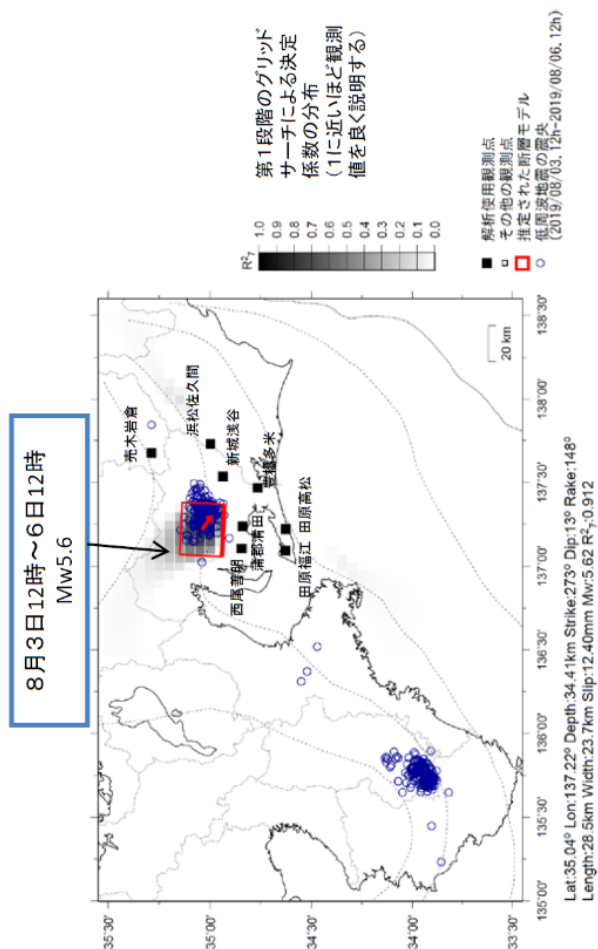 8月3日12時~6日12時
Mw5.6
売木岩倉
浜松佐久間
新城浅谷
豊橋多米
西尾善明
蒲郡清田
田原福江
田原高松
20 km
35°30'
35°00'
34°30'
34°00'
33°30'
135°00'
135°30'
136°00'
136°30'
137°00'
137°30'
138°00'
138°30'
Lat:35.04° Lon:137.22° Depth:34.41km Strike:273° Dip:13° Rake:148°
Length:28.5km Width:23.7km Slip:12.40mm Mw:5.62 R²₇:0.912
第1段階のグリッド
サーチによる決定
係数の分布
(1に近いほど観測
値を良く説明する)
R²₇
1.0
0.9
0.8
0.7
0.6
0.5
0.4
0.3
0.2
0.1
0.0
解析使用観測点
その他の観測点
推定された断層モデル
低周波地震の震央
(2019/08/03, 12h-2019/08/06, 12h)